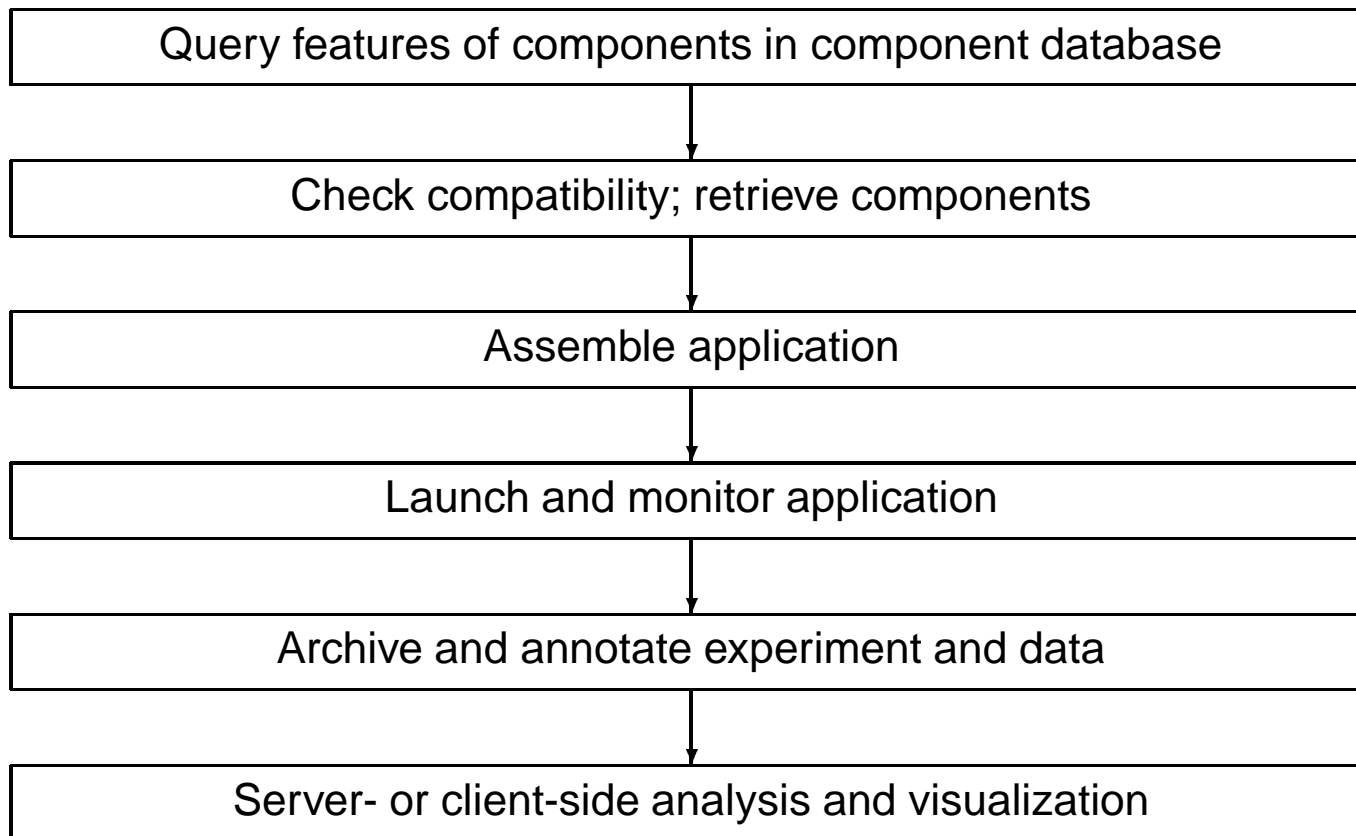 Query features of components in component database
Check compatibility; retrieve components
Assemble application
Launch and monitor application
Archive and annotate experiment and data
Server- or client-side analysis and visualization